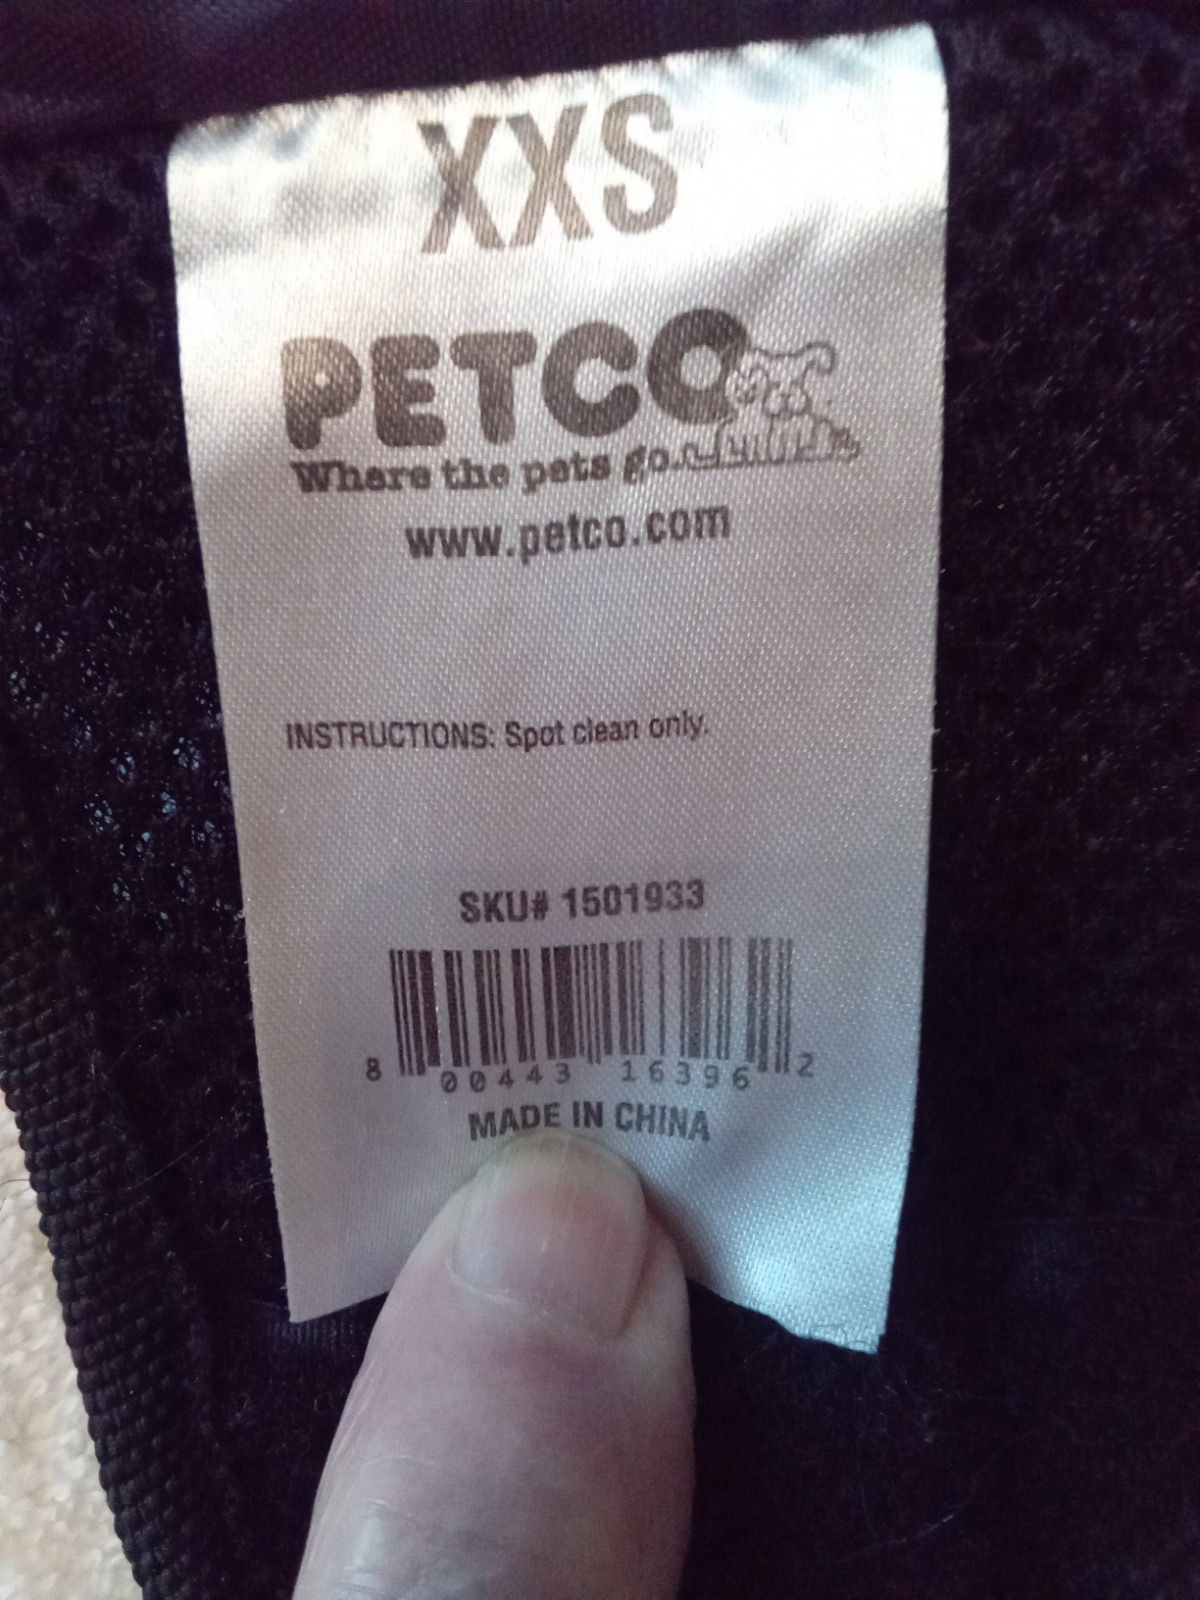 XXS
PETCO
Where the pets go.
www.petco.com
INSTRUCTIONS: Spot clean only.
SKU# 1501933
8 00443 16396 2
MADE IN CHINA